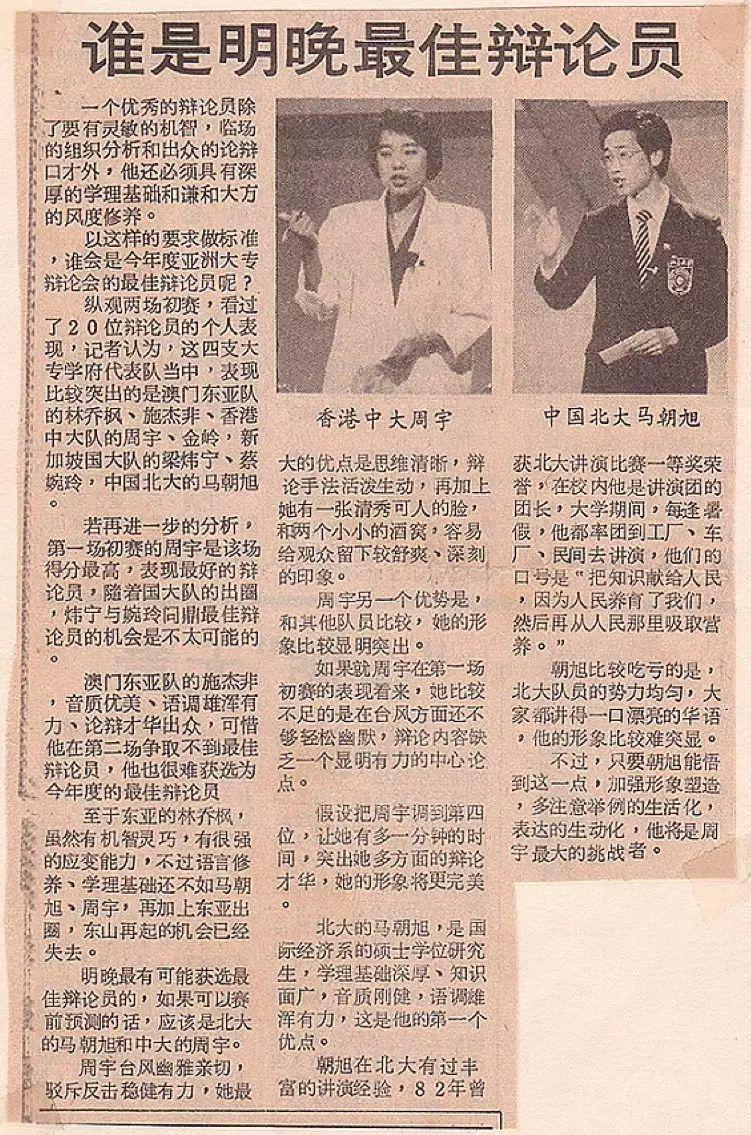 谁是明晚最佳辩论员
一个优秀的辩论员除
了要有灵敏的机智，临场
的组织分析和出众的论辩
口才外，他还必须具有深
厚的学理基础和谦和大方
的风度修养。
以这样的要求做标准
，谁会是今年度亚洲大专
辩论会的最佳辩论员呢？
纵观两场初赛，看过
了20位辩论员的个人表
现，记者认为，这四支大
专学府代表队当中，表现
比较突出的是澳门东亚队
的林乔枫、施杰非、香港
中大队的周宇、金岭，新
加坡国大队的梁炜宁、蔡
婉玲，中国北大的马朝旭
。
若再进一步的分析，
第一场初赛的周宇是该场
得分最高，表现最好的辩
论员，随着国大队的出圈，
炜宁与婉玲问鼎最佳辩
论员的机会是不太可能的
。
澳门东亚队的施杰非
，音质优美、语调雄浑有
力、论辩才华出众，可惜
他在第二场争取不到最佳
辩论员，他也很难获选为
今年度的最佳辩论员
至于东亚的林乔枫，
虽然有机智灵巧，有很强
的应变能力，不过语言修
养、学理基础还不如马朝
旭、周宇，再加上东亚出
圈，东山再起的机会已经
失去。
明晚最有可能获选最
佳辩论员的，如果可以赛
前预测的话，应该是北大
的马朝旭和中大的周宇。
周宇台风幽雅亲切，
驳斥反击稳健有力，她最
香港中大周宇
大的优点是思维清晰，辩
论手法活泼生动，再加上
她有一张清秀可人的脸，
和两个小小的酒窝，容易
给观众留下较舒爽、深刻
的印象。
周宇另一个优势是，
和其他队员比较，她的形
象比较显明突出。
如果就周宇在第一场
初赛的表现看来，她比较
不足的是在台风方面还不
够轻松幽默，辩论内容缺
乏一个显明有力的中心论
点。
假设把周宇调到第四
位，让她有多一分钟的时
间，突出她多方面的辩论
才华，她的形象将更完美
。
北大的马朝旭，是国
际经济系的硕士学位研究
生，学理基础深厚、知识
面广，音质刚健，语调雄
浑有力，这是他的第一个
优点。
朝旭在北大有过丰
富的讲演经验，82年曾
中国北大马朝旭
获北大讲演比赛一等奖荣
誉，在校内他是讲演团的
团长，大学期间，每逢暑
假，他都率团到工厂、车
厂、民间去讲演，他们的
口号是“把知识献给人民
，因为人民养育了我们，
然后再从人民那里吸取营
养。”
朝旭比较吃亏的是，
北大队员的势力均匀，大
家都讲得一口漂亮的华语
，他的形象比较难突显。
不过，只要朝旭能悟
到这一点，加强形象塑造
，多注意举例的生活化，
表达的生动化，他将是周
宇最大的挑战者。